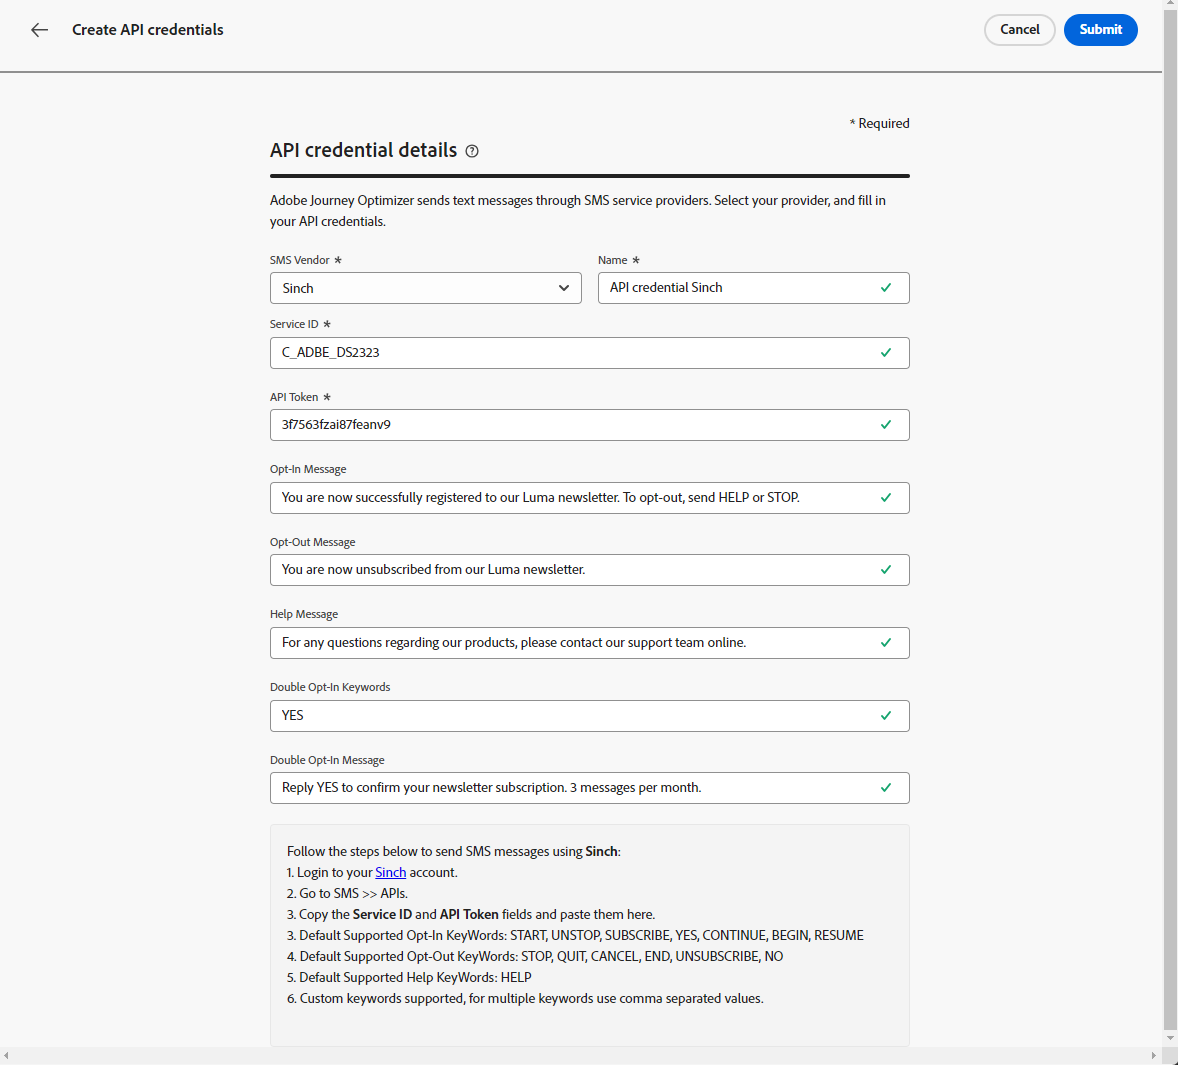 Create API credentials
Cancel
Submit
* Required
API credential details
Adobe Journey Optimizer sends text messages through SMS service providers. Select your provider, and fill in
your API credentials.
SMS Vendor *
Name *
Sinch
API credential Sinch
Service ID *
C_ADBE_DS2323
API Token *
3f7563fzai87feanv9
Opt-In Message
You are now successfully registered to our Luma newsletter. To opt-out, send HELP or STOP.
Opt-Out Message
You are now unsubscribed from our Luma newsletter.
Help Message
For any questions regarding our products, please contact our support team online.
Double Opt-In Keywords
YES
Double Opt-In Message
Reply YES to confirm your newsletter subscription. 3 messages per month.
Follow the steps below to send SMS messages using Sinch:
1. Login to your Sinch account.
2. Go to SMS >> APIs.
3. Copy the Service ID and API Token fields and paste them here.
3. Default Supported Opt-In KeyWords: START, UNSTOP, SUBSCRIBE, YES, CONTINUE, BEGIN, RESUME
4. Default Supported Opt-Out KeyWords: STOP, QUIT, CANCEL, END, UNSUBSCRIBE, NO
5. Default Supported Help KeyWords: HELP
6. Custom keywords supported, for multiple keywords use comma separated values.